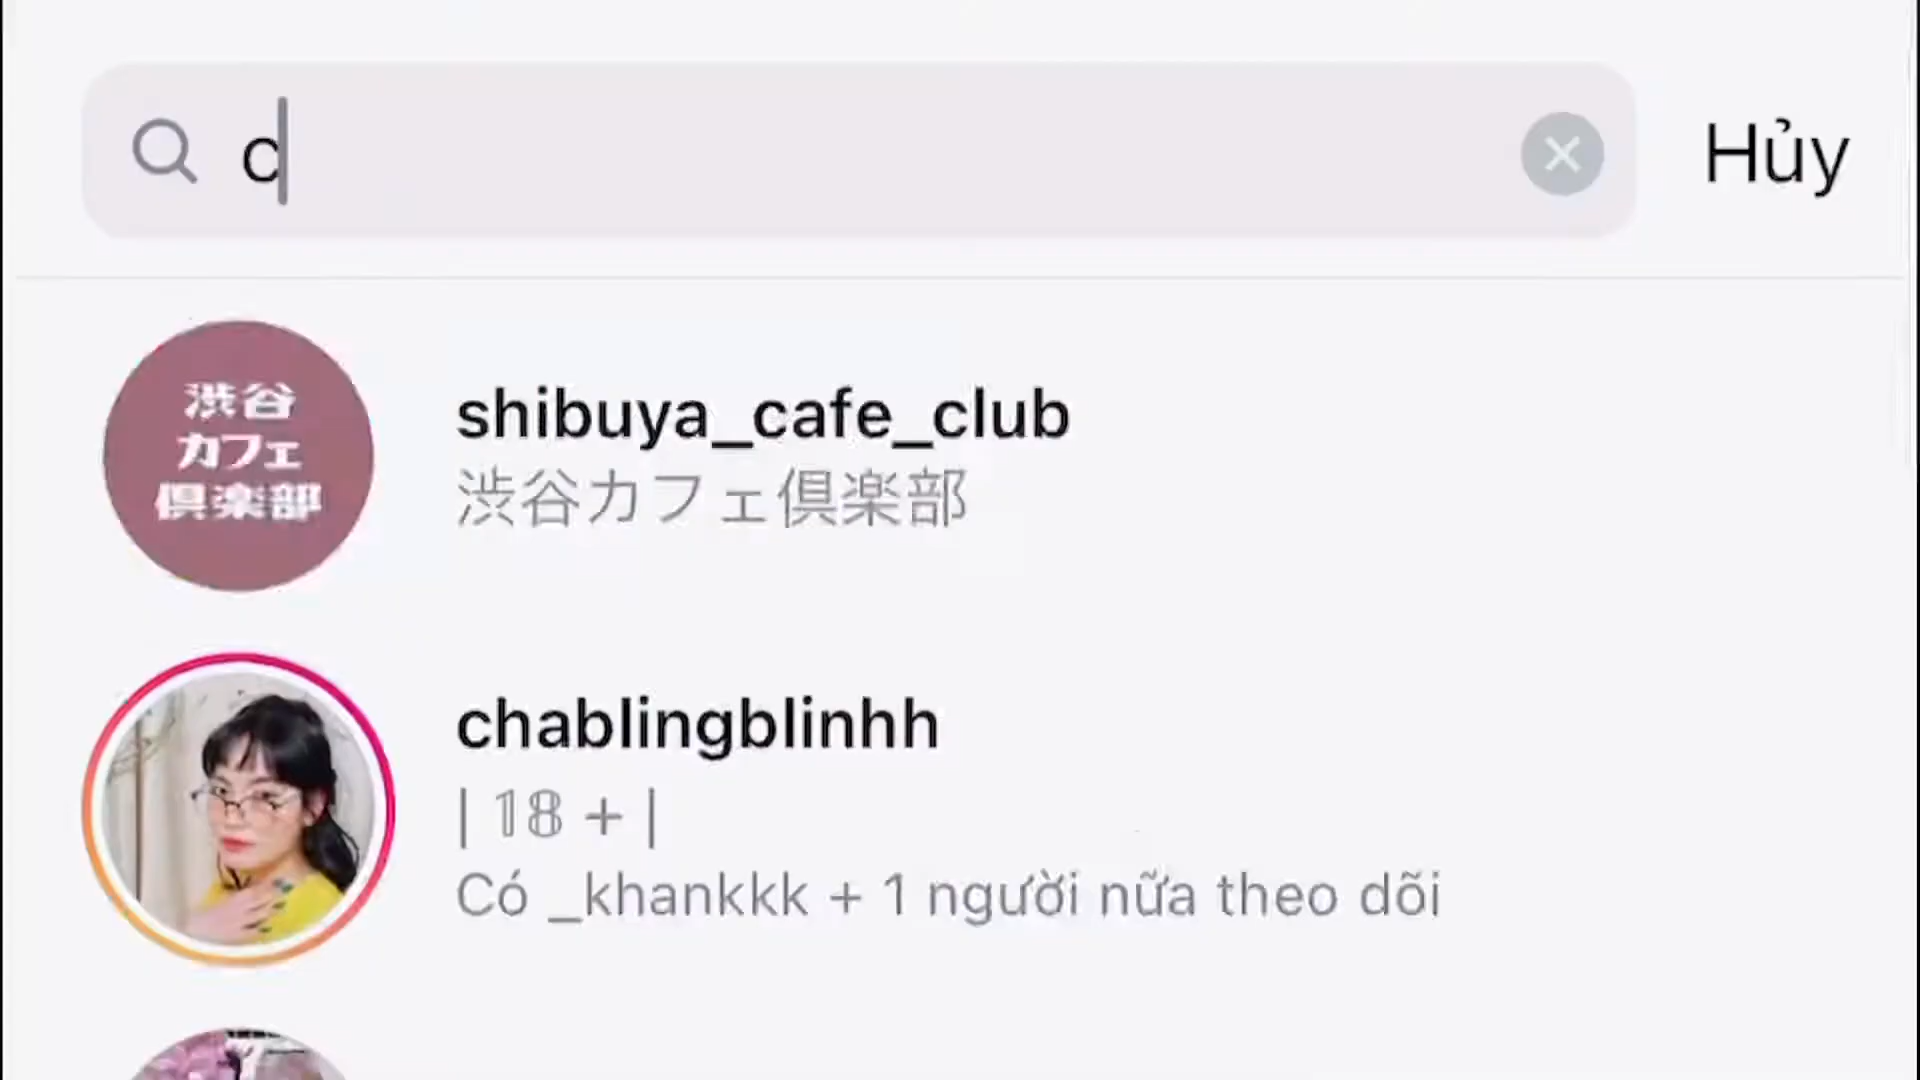 c
Hủy
渋谷
カフェ
倶楽部
shibuya_cafe_club
渋谷カフェ倶楽部
chablingblinhh
| 𝟙𝟠 + |
Có _khankkk + 1 người nữa theo dõi